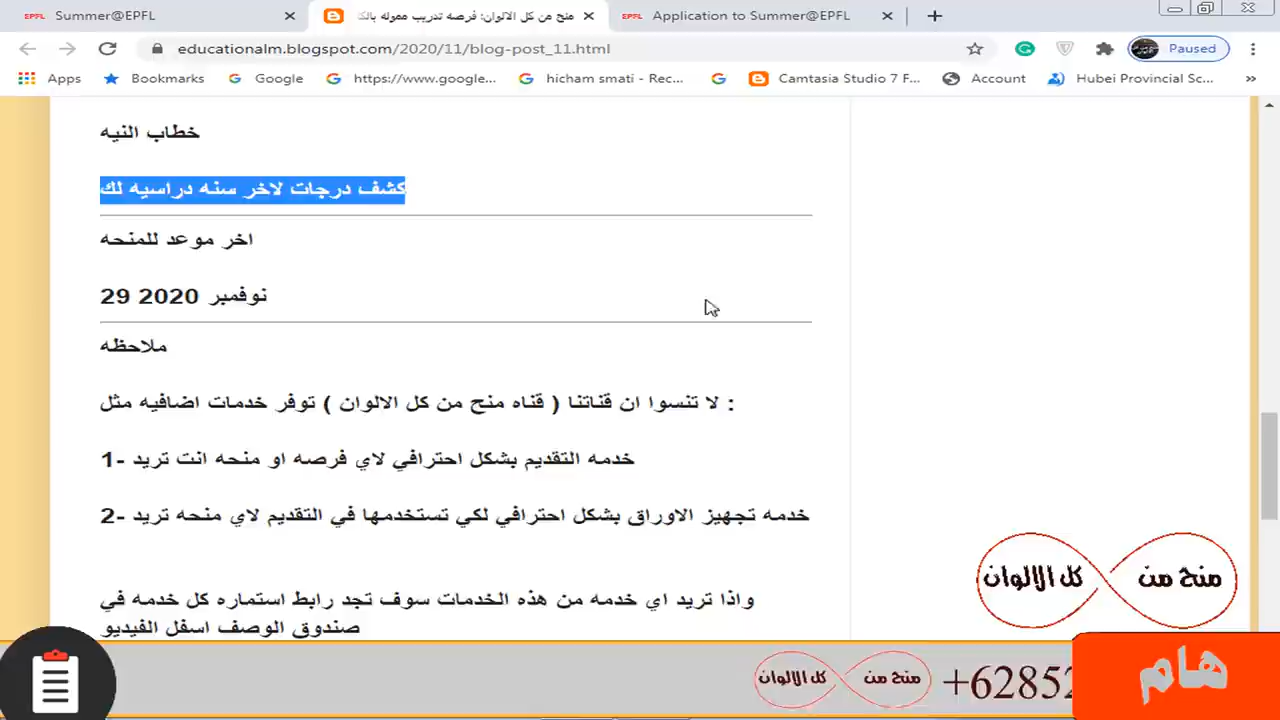 EPFL Summer@EPFL
منح من كل الالوان: فرصه تدريب مموله بالكا
EPFL Application to Summer@EPFL
educationalm.blogspot.com/2020/11/blog-post_11.html
Paused
Apps
Bookmarks
Google
https://www.google...
hicham smati - Rec...
Camtasia Studio 7 F...
Account
Hubei Provincial Sc...
»
خطاب النيه
كشف درجات لاخر سنه دراسيه لك
اخر موعد للمنحه
29 نوفمبر 2020
ملاحظه
لا تنسوا ان قناتنا ( قناه منح من كل الالوان ) توفر خدمات اضافيه مثل :
1- خدمه التقديم بشكل احترافي لاي فرصه او منحه انت تريد
2- خدمه تجهيز الاوراق بشكل احترافي لكي تستخدمها في التقديم لاي منحه تريد
واذا تريد اي خدمه من هذه الخدمات سوف تجد رابط استماره كل خدمه في
صندوق الوصف اسفل الفيديو
منح من كل الالوان
منح من كل الالوان
+62852
هام